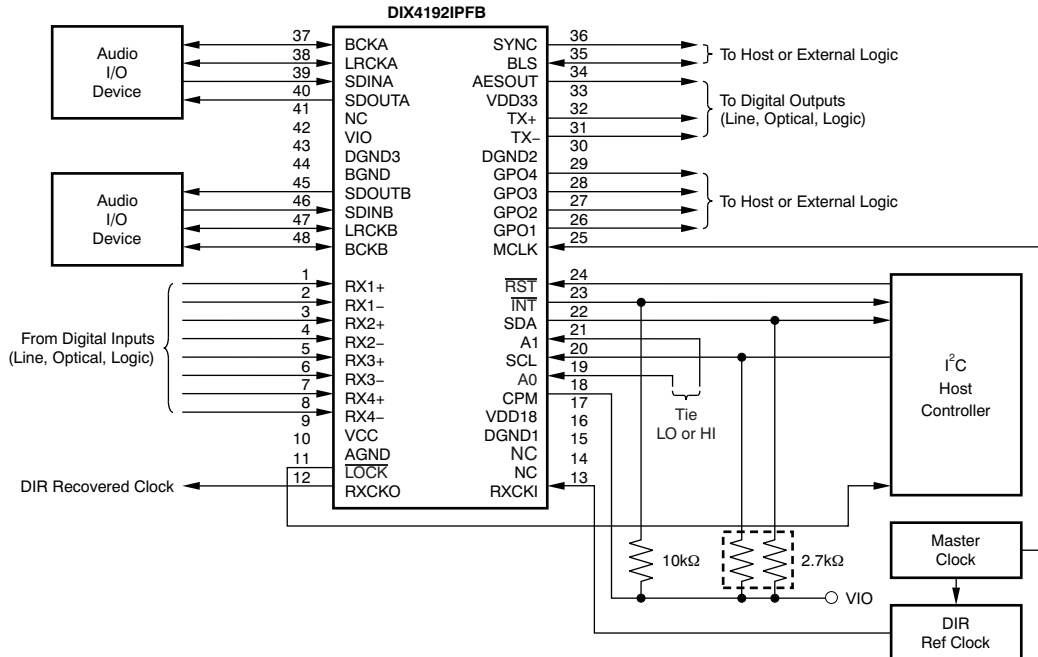 DIX4192IPFB
Audio
I/O
Device
37
38
39
40
41
42
43
44
45
46
47
48
BCKA
LRCKA
SDINA
SDOUTA
NC
VIO
DGND3
BGND
SDOUTB
SDINB
LRCKB
BCKB
SYNC
BLS
AESOUT
VDD33
TX+
TX−
DGND2
GPO4
GPO3
GPO2
GPO1
MCLK
36
35
34
33
32
31
30
29
28
27
26
25
To Host or External Logic
To Digital Outputs
(Line, Optical, Logic)
To Host or External Logic
Audio
I/O
Device
From Digital Inputs
(Line, Optical, Logic)
1
2
3
4
5
6
7
8
9
10
11
12
RX1+
RX1−
RX2+
RX2−
RX3+
RX3−
RX4+
RX4−
VCC
AGND
LOCK
RXCKO
RST
INT
SDA
A1
SCL
A0
CPM
VDD18
DGND1
NC
NC
RXCKI
24
23
22
21
20
19
18
17
16
15
14
13
Tie
LO or HI
I²C
Host
Controller
DIR Recovered Clock
10kΩ
2.7kΩ
VIO
Master
Clock
DIR
Ref Clock